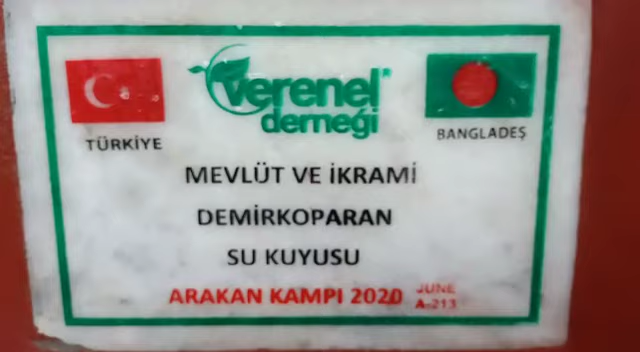 verenel
derneği
TÜRKİYE
BANGLADEŞ
MEVLÜT VE İKRAMİ
DEMİRKOPARAN
SU KUYUSU
ARAKAN KAMPI 2020
JUNE
A-213